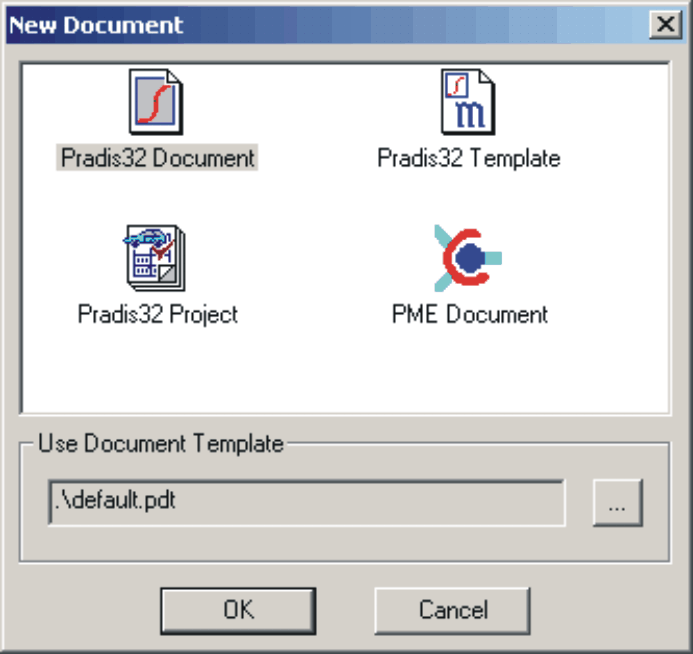 New Document
Pradis32 Document
Pradis32 Template
m
Pradis32 Project
PME Document
Use Document Template
.\default.pdt
...
OK
Cancel